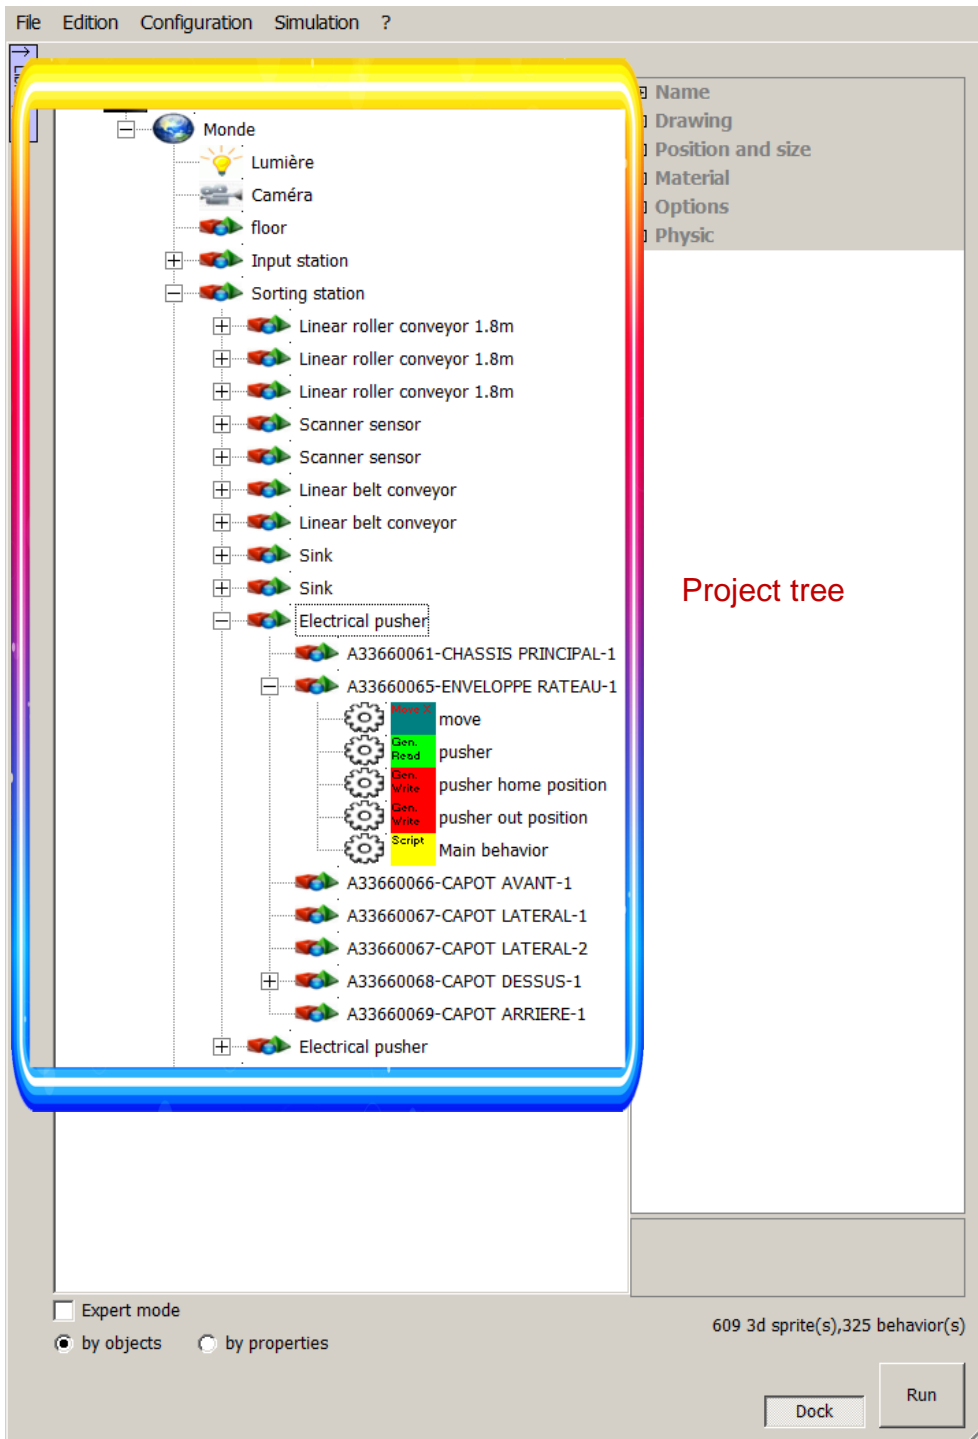 File Edition Configuration Simulation ?
Name
Drawing
Position and size
Material
Options
Physic
Monde
Lumière
Caméra
floor
Input station
Sorting station
Linear roller conveyor 1.8m
Linear roller conveyor 1.8m
Linear roller conveyor 1.8m
Scanner sensor
Scanner sensor
Linear belt conveyor
Linear belt conveyor
Sink
Sink
Project tree
Electrical pusher
A33660061-CHASSIS PRINCIPAL-1
A33660065-ENVELOPPE RATEAU-1
Move X move
Gen. Read pusher
Gen. Write pusher home position
Gen. Write pusher out position
Script Main behavior
A33660066-CAPOT AVANT-1
A33660067-CAPOT LATERAL-1
A33660067-CAPOT LATERAL-2
A33660068-CAPOT DESSUS-1
A33660069-CAPOT ARRIERE-1
Electrical pusher
Expert mode
by objects by properties
609 3d sprite(s),325 behavior(s)
Run
Dock